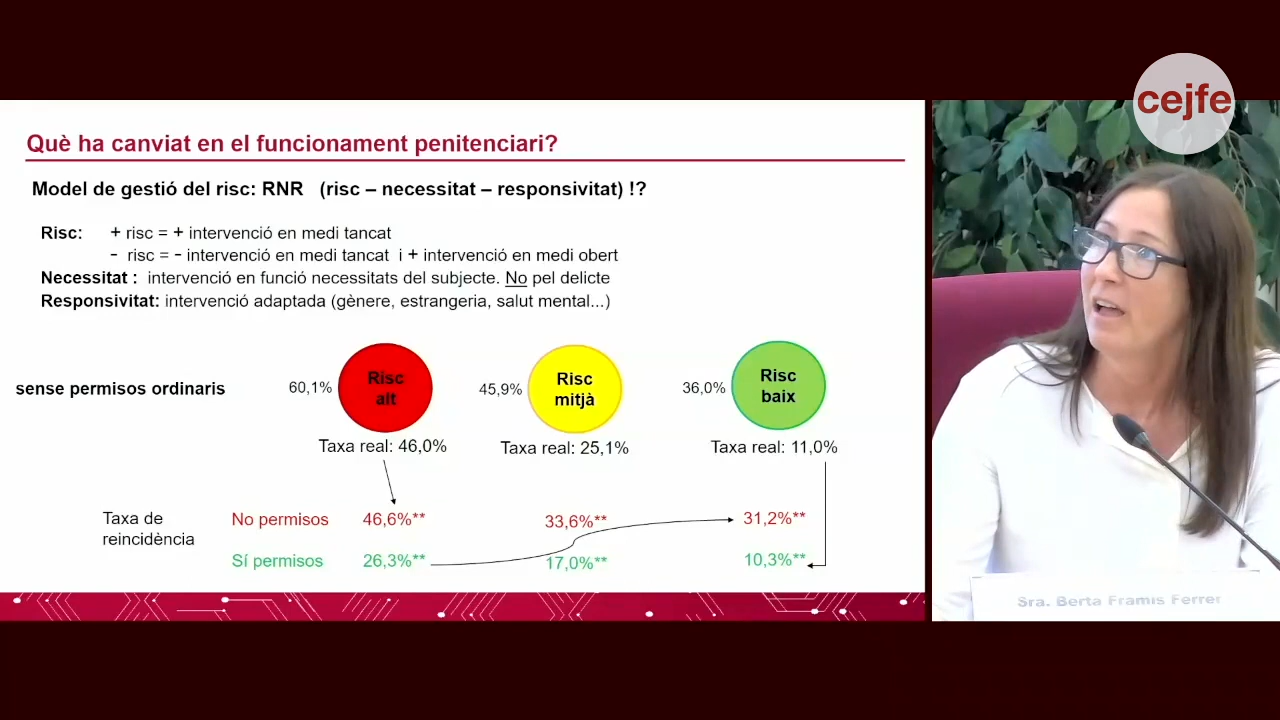 cejfe
Què ha canviat en el funcionament penitenciari?
Model de gestió del risc: RNR (risc – necessitat – responsivitat) !?
Risc: + risc = + intervenció en medi tancat
- risc = - intervenció en medi tancat i + intervenció en medi obert
Necessitat : intervenció en funció necessitats del subjecte. No pel delicte
Responsivitat: intervenció adaptada (gènere, estrangeria, salut mental...)
sense permisos ordinaris 60,1% Risc alt 45,9% Risc mitjà 36,0% Risc baix
Taxa real: 46,0% Taxa real: 25,1% Taxa real: 11,0%
Taxa de reincidència
No permisos 46,6%** 33,6%** 31,2%**
Sí permisos 26,3%** 17,0%** 10,3%**
Sra. Berta Framis Ferrer